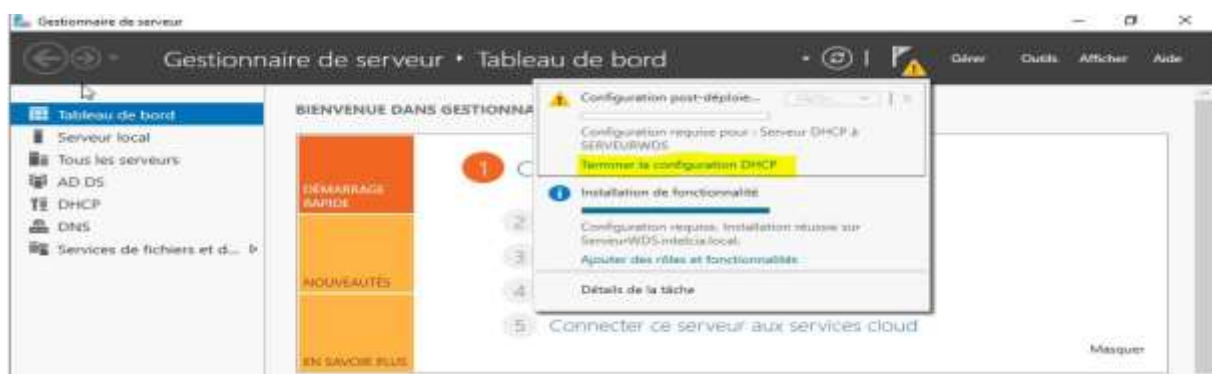 Gestionnaire de serveur
Gestionnaire de serveur • Tableau de bord
Gérer Outils Afficher Aide
Tableau de bord
Serveur local
Tous les serveurs
AD DS
DHCP
DNS
Services de fichiers et d...
BIENVENUE DANS GESTIONNA
DÉMARRAGE
RAPIDE
NOUVEAUTÉS
EN SAVOIR PLUS
1 C
2
3
4
5 Connecter ce serveur aux services cloud
Masquer
Configuration post-déploie...
Configuration requise pour : Serveur DHCP à
SERVEURWDS
Terminer la configuration DHCP
Installation de fonctionnalité
Configuration requise. Installation réussie sur
ServeurWDS.intelcia.local.
Ajouter des rôles et fonctionnalités
Détails de la tâche